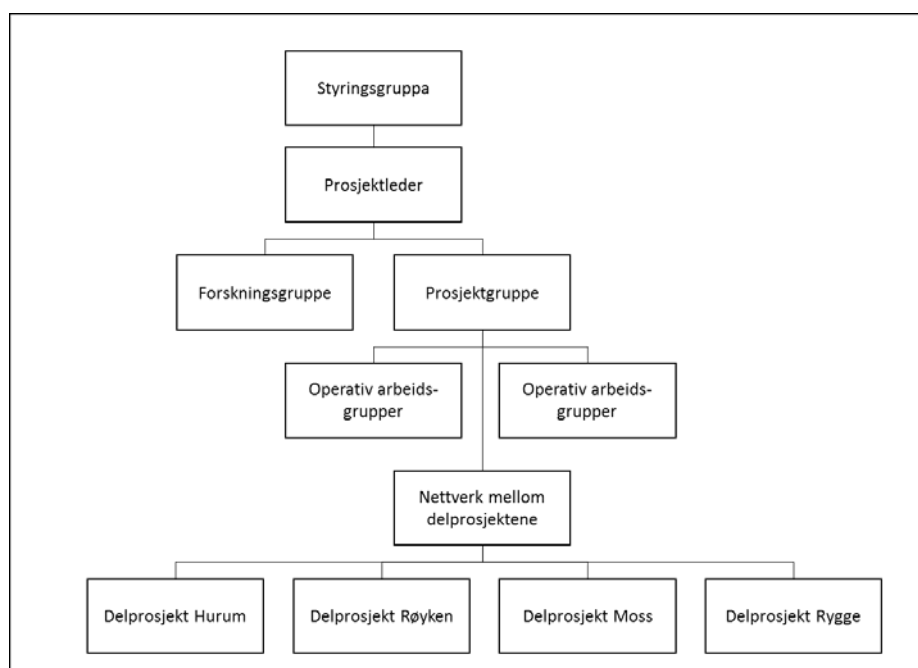 Styringsgruppa
Prosjektleder
Forskningsgruppe
Prosjektgruppe
Operativ arbeids-
grupper
Operativ arbeids-
grupper
Nettverk mellom
delprosjektene
Delprosjekt Hurum
Delprosjekt Røyken
Delprosjekt Moss
Delprosjekt Rygge